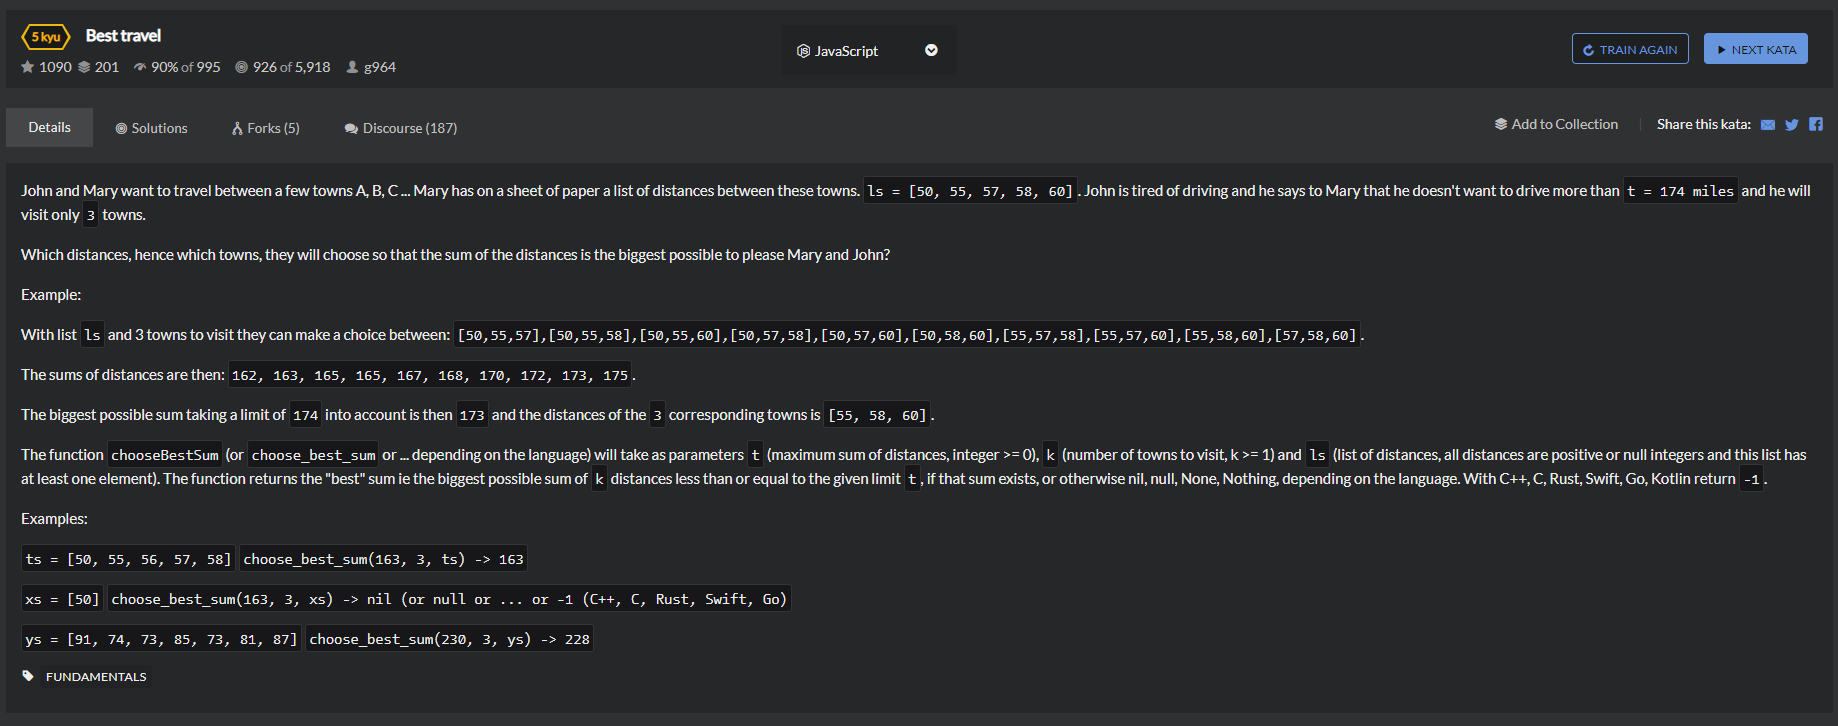 5 kyu Best travel
JavaScript
TRAIN AGAIN NEXT KATA
1090 201 90% of 995 926 of 5,918 g964
Details Solutions Forks (5) Discourse (187)
Add to Collection Share this kata:
John and Mary want to travel between a few towns A, B, C ... Mary has on a sheet of paper a list of distances between these towns. ls = [50, 55, 57, 58, 60]. John is tired of driving and he says to Mary that he doesn't want to drive more than t = 174 miles and he will
visit only 3 towns.
Which distances, hence which towns, they will choose so that the sum of the distances is the biggest possible to please Mary and John?
Example:
With list ls and 3 towns to visit they can make a choice between: [50,55,57],[50,55,58],[50,55,60],[50,57,58],[50,57,60],[50,58,60],[55,57,58],[55,57,60],[55,58,60],[57,58,60].
The sums of distances are then: 162, 163, 165, 165, 167, 168, 170, 172, 173, 175.
The biggest possible sum taking a limit of 174 into account is then 173 and the distances of the 3 corresponding towns is [55, 58, 60].
The function chooseBestSum (or choose_best_sum or ... depending on the language) will take as parameters t (maximum sum of distances, integer >= 0), k (number of towns to visit, k >= 1) and ls (list of distances, all distances are positive or null integers and this list has
at least one element). The function returns the "best" sum ie the biggest possible sum of k distances less than or equal to the given limit t, if that sum exists, or otherwise nil, null, None, Nothing, depending on the language. With C++, C, Rust, Swift, Go, Kotlin return -1.
Examples:
ts = [50, 55, 56, 57, 58] choose_best_sum(163, 3, ts) -> 163
xs = [50] choose_best_sum(163, 3, xs) -> nil (or null or ... or -1 (C++, C, Rust, Swift, Go)
ys = [91, 74, 73, 85, 73, 81, 87] choose_best_sum(230, 3, ys) -> 228
FUNDAMENTALS